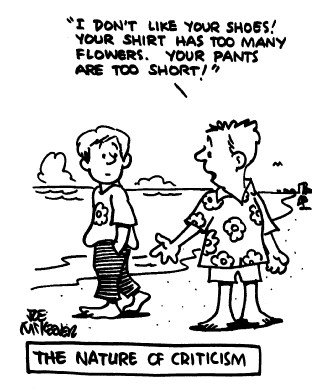 "I DON'T LIKE YOUR SHOES!
YOUR SHIRT HAS TOO MANY
FLOWERS. YOUR PANTS
ARE TOO SHORT!"
JOE
McKEEVER
THE NATURE OF CRITICISM